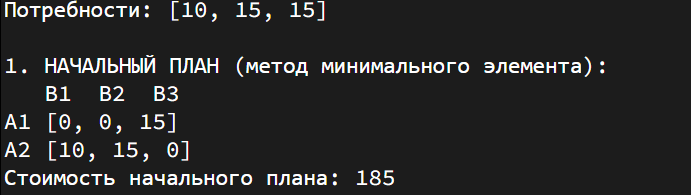 Потребности: [10, 15, 15]
1. НАЧАЛЬНЫЙ ПЛАН (метод минимального элемента):
B1 B2 B3
A1 [0, 0, 15]
A2 [10, 15, 0]
Стоимость начального плана: 185